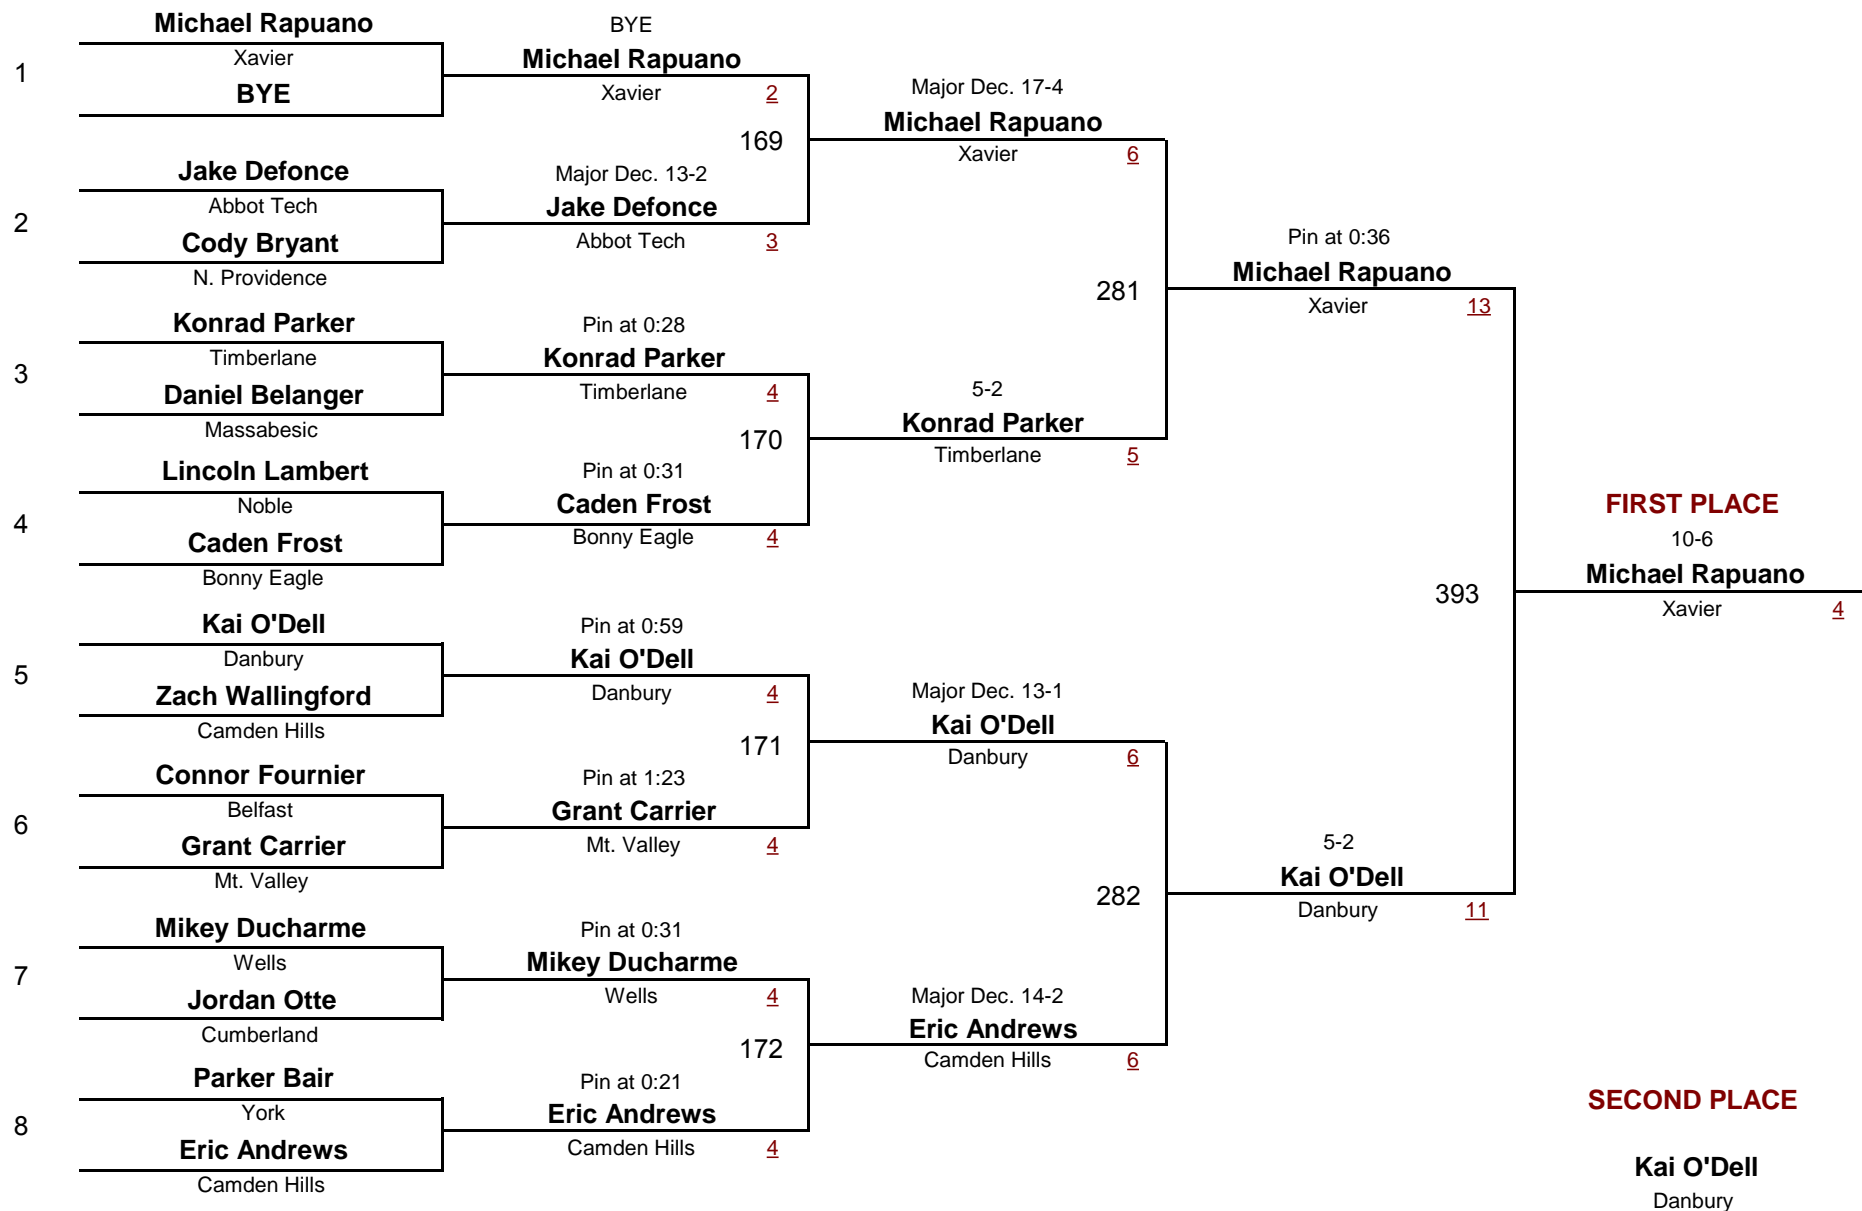 1
Michael Rapuano
Xavier
BYE
2
Jake Defonce
Abbot Tech
Cody Bryant
N. Providence
3
Konrad Parker
Timberlane
Daniel Belanger
Massabesic
4
Lincoln Lambert
Noble
Caden Frost
Bonny Eagle
5
Kai O'Dell
Danbury
Zach Wallingford
Camden Hills
6
Connor Fournier
Belfast
Grant Carrier
Mt. Valley
7
Mikey Ducharme
Wells
Jordan Otte
Cumberland
8
Parker Bair
York
Eric Andrews
Camden Hills
BYE
Michael Rapuano
Xavier 2
169
Major Dec. 13-2
Jake Defonce
Abbot Tech 3
Pin at 0:28
Konrad Parker
Timberlane 4
170
Pin at 0:31
Caden Frost
Bonny Eagle 4
Pin at 0:59
Kai O'Dell
Danbury 4
171
Pin at 1:23
Grant Carrier
Mt. Valley 4
Pin at 0:31
Mikey Ducharme
Wells 4
172
Pin at 0:21
Eric Andrews
Camden Hills 4
Major Dec. 17-4
Michael Rapuano
Xavier 6
281
5-2
Konrad Parker
Timberlane 5
Major Dec. 13-1
Kai O'Dell
Danbury 6
282
Major Dec. 14-2
Eric Andrews
Camden Hills 6
Pin at 0:36
Michael Rapuano
Xavier 13
393
5-2
Kai O'Dell
Danbury 11
FIRST PLACE
10-6
Michael Rapuano
Xavier 4
SECOND PLACE
Kai O'Dell
Danbury